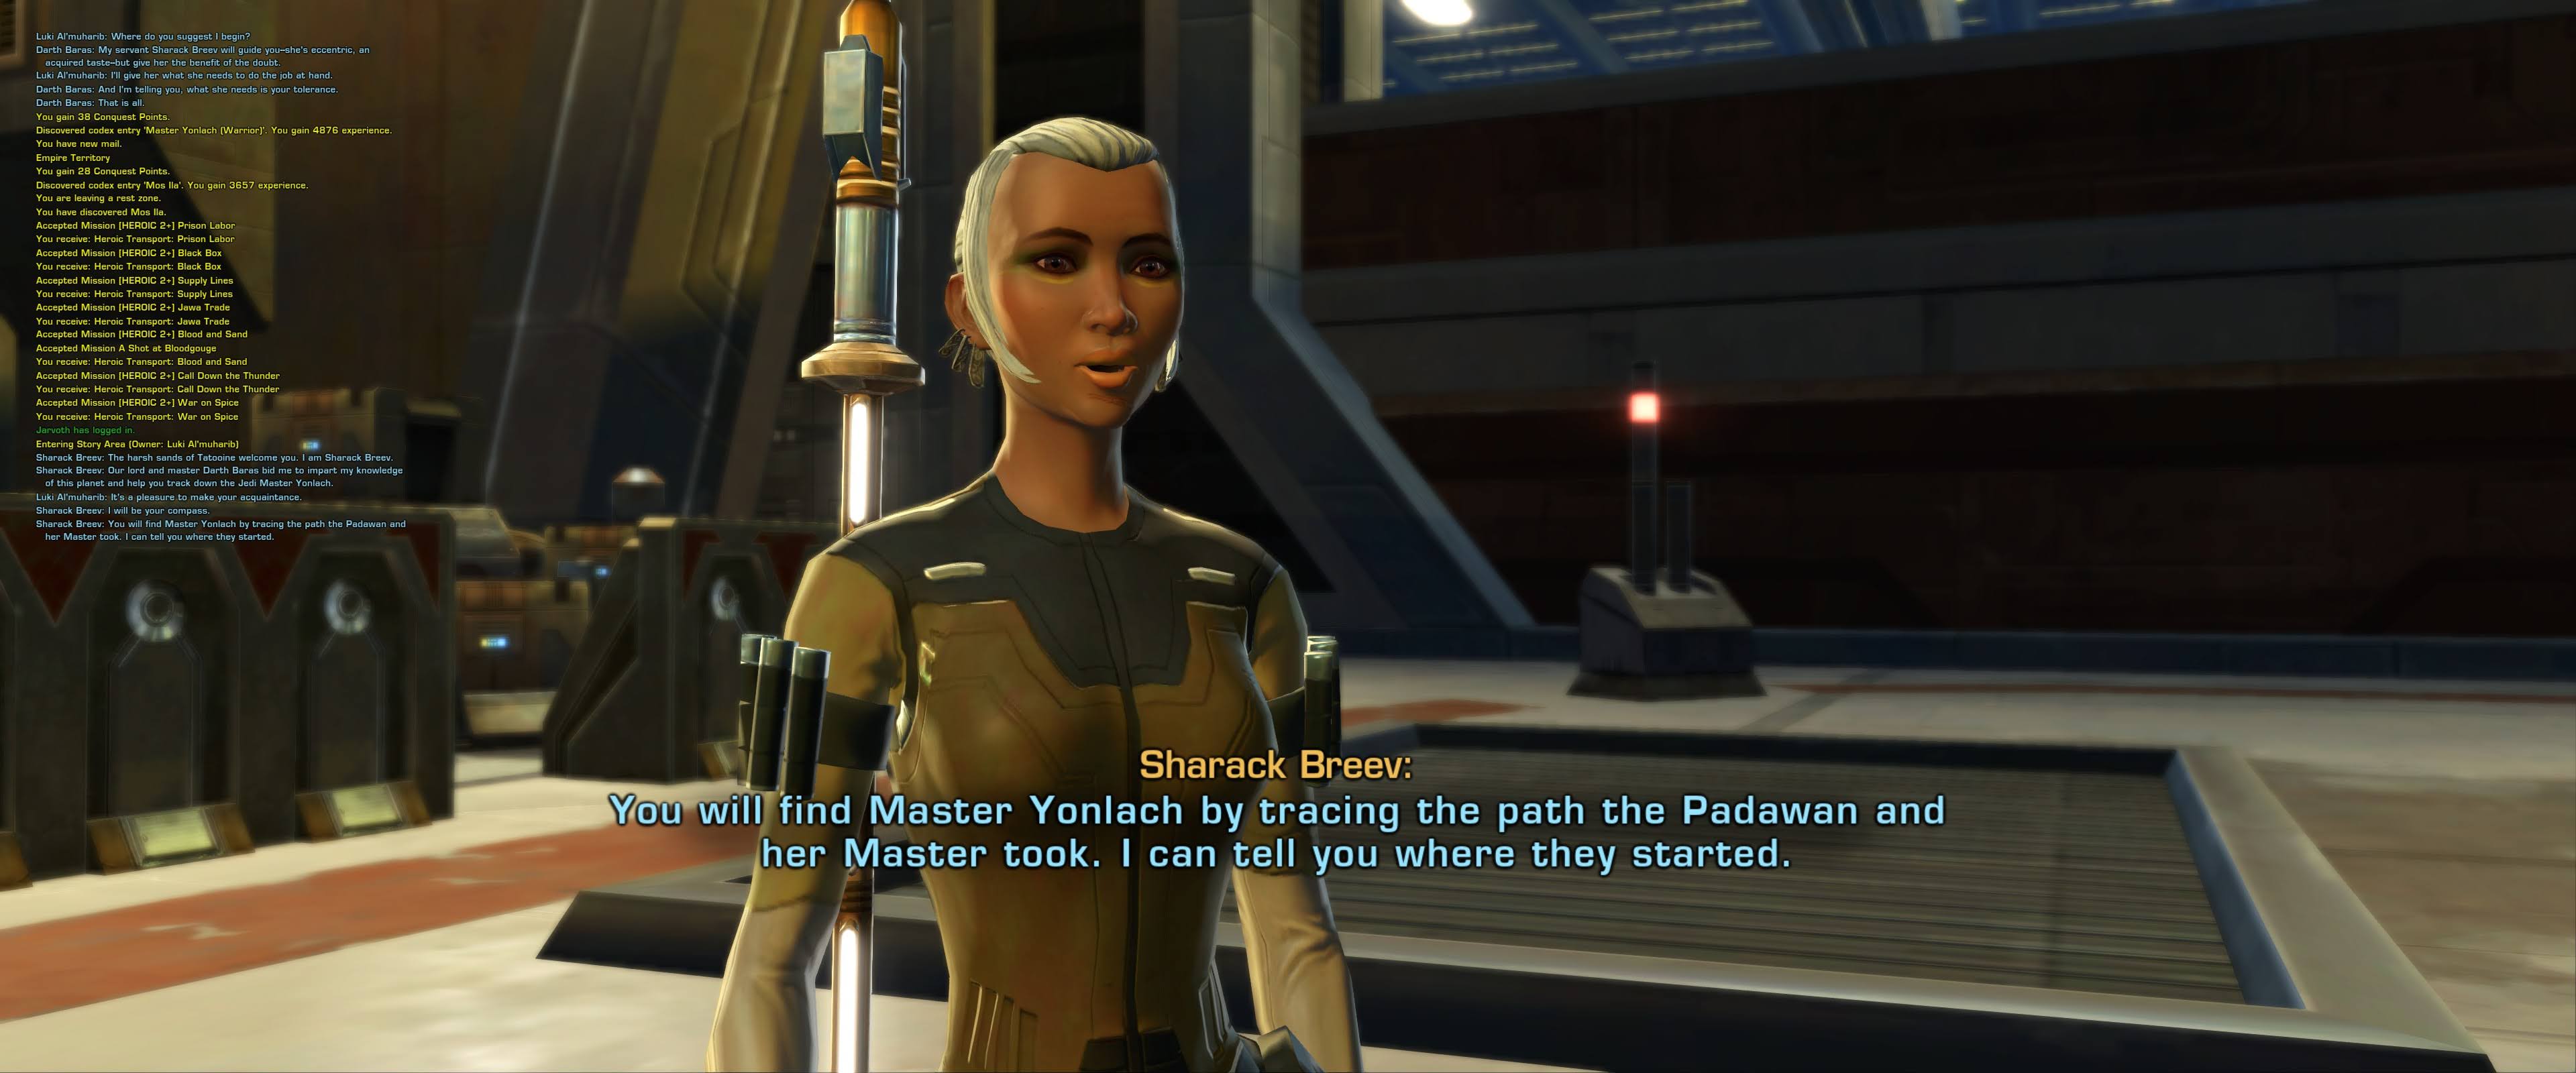 Luki Al'muharib: Where do you suggest I begin?
Darth Baras: My servant Sharack Breev will guide you—she's eccentric, an
acquired taste—but give her the benefit of the doubt.
Luki Al'muharib: I'll give her what she needs to do the job at hand.
Darth Baras: And I'm telling you, what she needs is your tolerance.
Darth Baras: That is all.
You gain 38 Conquest Points.
Discovered codex entry 'Master Yonlach (Warrior)'. You gain 4876 experience.
You have new mail.
Empire Territory
You gain 28 Conquest Points.
Discovered codex entry 'Mos Ila'. You gain 3657 experience.
You are leaving a rest zone.
You have discovered Mos Ila.
Accepted Mission [HEROIC 2+] Prison Labor
You receive: Heroic Transport: Prison Labor
Accepted Mission [HEROIC 2+] Black Box
You receive: Heroic Transport: Black Box
Accepted Mission [HEROIC 2+] Supply Lines
You receive: Heroic Transport: Supply Lines
Accepted Mission [HEROIC 2+] Jawa Trade
You receive: Heroic Transport: Jawa Trade
Accepted Mission [HEROIC 2+] Blood and Sand
Accepted Mission A Shot at Bloodgouge
You receive: Heroic Transport: Blood and Sand
Accepted Mission [HEROIC 2+] Call Down the Thunder
You receive: Heroic Transport: Call Down the Thunder
Accepted Mission [HEROIC 2+] War on Spice
You receive: Heroic Transport: War on Spice
Jarvoth has logged in.
Entering Story Area (Owner: Luki Al'muharib)
Sharack Breev: The harsh sands of Tatooine welcome you. I am Sharack Breev.
Sharack Breev: Our lord and master Darth Baras bid me to impart my knowledge
of this planet and help you track down the Jedi Master Yonlach.
Luki Al'muharib: It's a pleasure to make your acquaintance.
Sharack Breev: I will be your compass.
Sharack Breev: You will find Master Yonlach by tracing the path the Padawan and
her Master took. I can tell you where they started.
Sharack Breev:
You will find Master Yonlach by tracing the path the Padawan and
her Master took. I can tell you where they started.